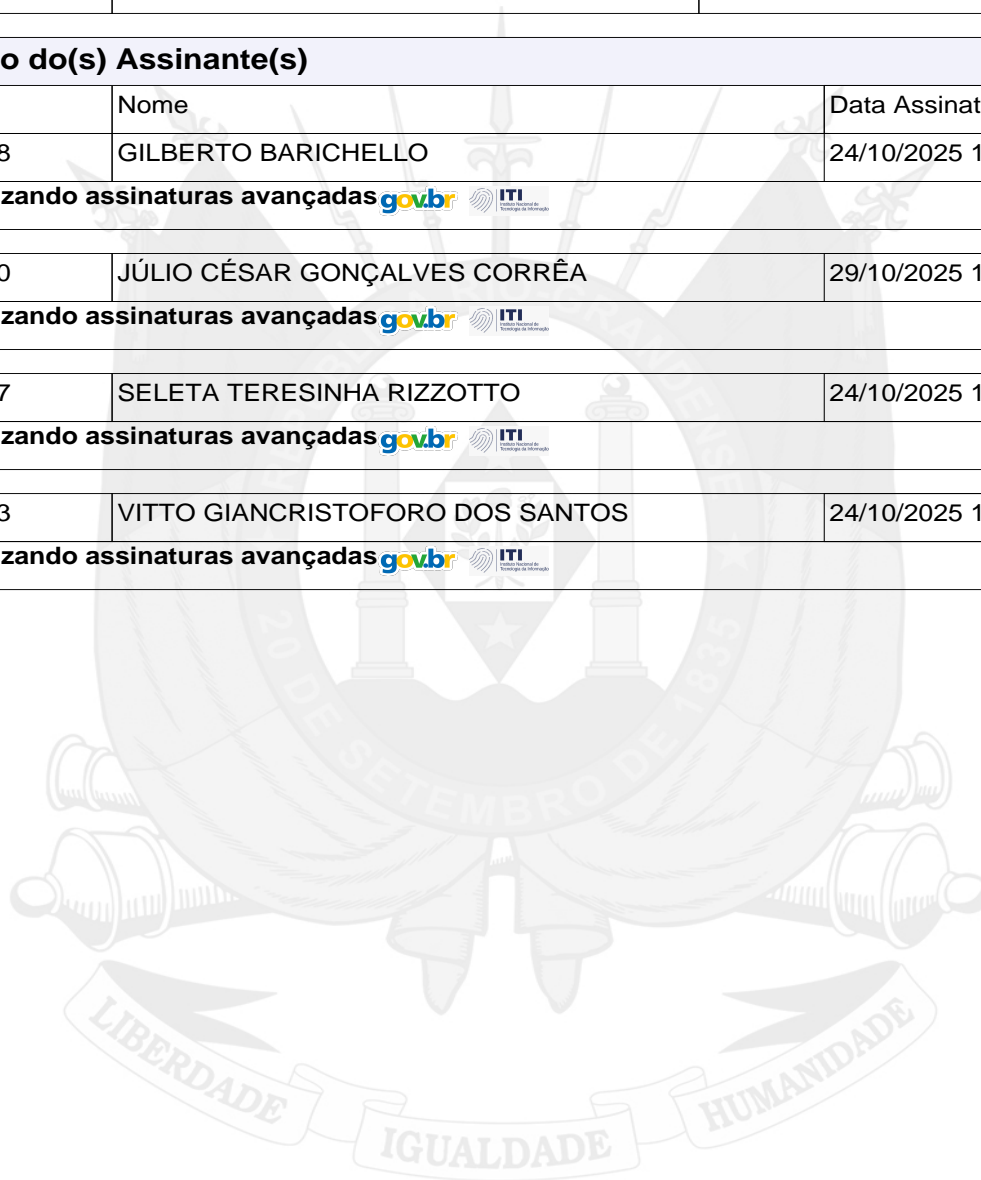 o do(s) Assinante(s)
Nome Data Assinat
8 GILBERTO BARICHELLO 24/10/2025 1
zando assinaturas avançadas gov.br ITI
0 JÚLIO CÉSAR GONÇALVES CORRÊA 29/10/2025 1
zando assinaturas avançadas gov.br ITI
7 SELETA TERESINHA RIZZOTTO 24/10/2025 1
zando assinaturas avançadas gov.br ITI
3 VITTO GIANCRISTOFORO DOS SANTOS 24/10/2025 1
zando assinaturas avançadas gov.br ITI
20 DE SETEMBRO DE 1835
LIBERDADE IGUALDADE HUMANIDADE